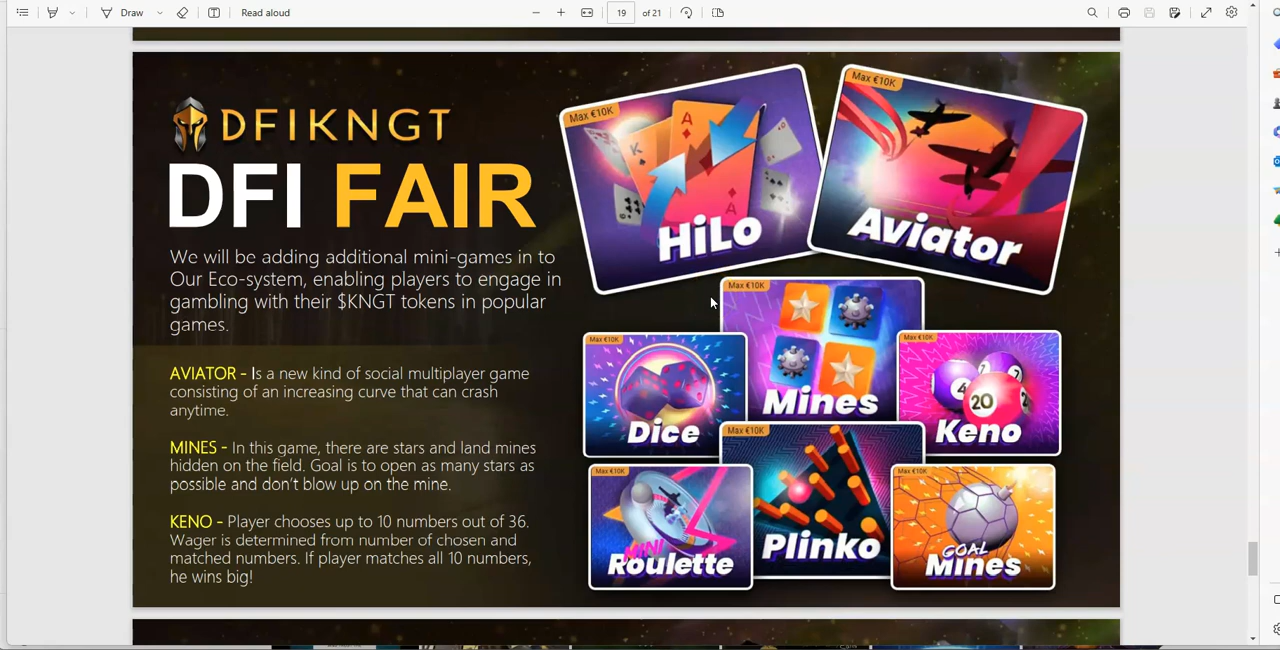 Draw
Read aloud
19 of 21
DFIKNGT
DFI FAIR
We will be adding additional mini-games in to
Our Eco-system, enabling players to engage in
gambling with their $KNGT tokens in popular
games.
AVIATOR - Is a new kind of social multiplayer game
consisting of an increasing curve that can crash
anytime.
MINES - In this game, there are stars and land mines
hidden on the field. Goal is to open as many stars as
possible and don't blow up on the mine.
KENO - Player chooses up to 10 numbers out of 36.
Wager is determined from number of chosen and
matched numbers. If player matches all 10 numbers,
he wins big!
Max €10K
K
A
A
HiLo
Max €10K
Aviator
Max €10K
Mines
Max €10K
Dice
Max €10K
4
7
20
2
Keno
Max €10K
Plinko
Max €10K
MINI
Roulette
Max €10K
GOAL
Mines